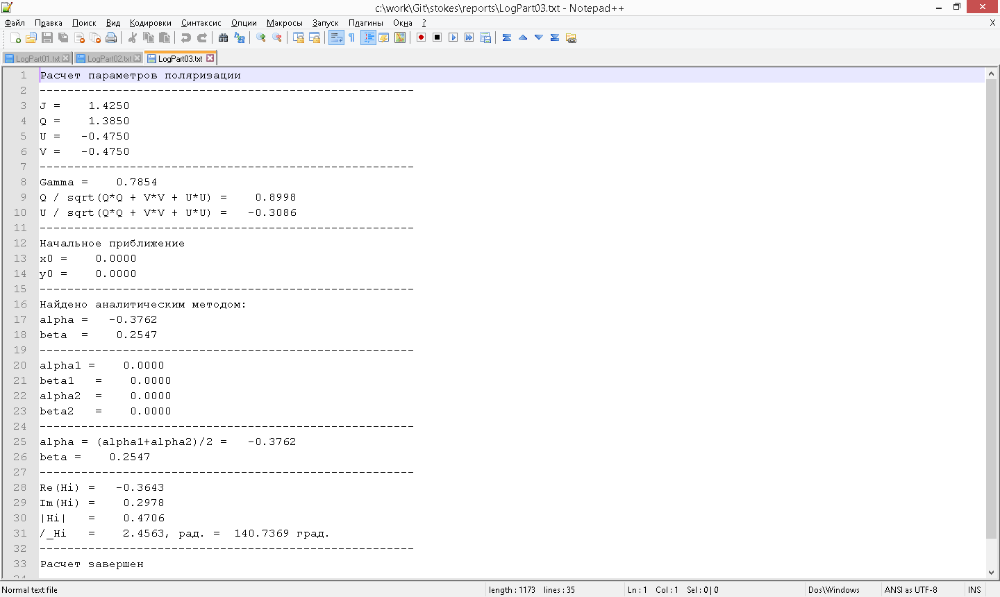 c:\work\Git\stokes\reports\LogPart03.txt - Notepad++
Файл Правка Поиск Вид Кодировки Синтаксис Опции Макросы Запуск Плагины Окна ? X
LogPart01.txt LogPart02.txt LogPart03.txt
1 Расчет параметров поляризации
2 ------------------------------------------------------
3 J =    1.4250
4 Q =    1.3850
5 U =   -0.4750
6 V =   -0.4750
7 ------------------------------------------------------
8 Gamma =    0.7854
9 Q / sqrt(Q*Q + V*V + U*U) =    0.8998
10 U / sqrt(Q*Q + V*V + U*U) =   -0.3086
11 ------------------------------------------------------
12 Начальное приближение
13 x0 =    0.0000
14 y0 =    0.0000
15 ------------------------------------------------------
16 Найдено аналитическим методом:
17 alpha =   -0.3762
18 beta  =    0.2547
19 ------------------------------------------------------
20 alpha1 =    0.0000
21 beta1   =    0.0000
22 alpha2  =    0.0000
23 beta2   =    0.0000
24 ------------------------------------------------------
25 alpha = (alpha1+alpha2)/2 =   -0.3762
26 beta =    0.2547
27 ------------------------------------------------------
28 Re(Hi) =   -0.3643
29 Im(Hi) =    0.2978
30 |Hi|   =    0.4706
31 /_Hi   =    2.4563, рад. =  140.7369 град.
32 ------------------------------------------------------
33 Расчет завершен
Normal text file length : 1173 lines : 35 Ln : 1 Col : 1 Sel : 0 | 0 Dos\Windows ANSI as UTF-8 INS